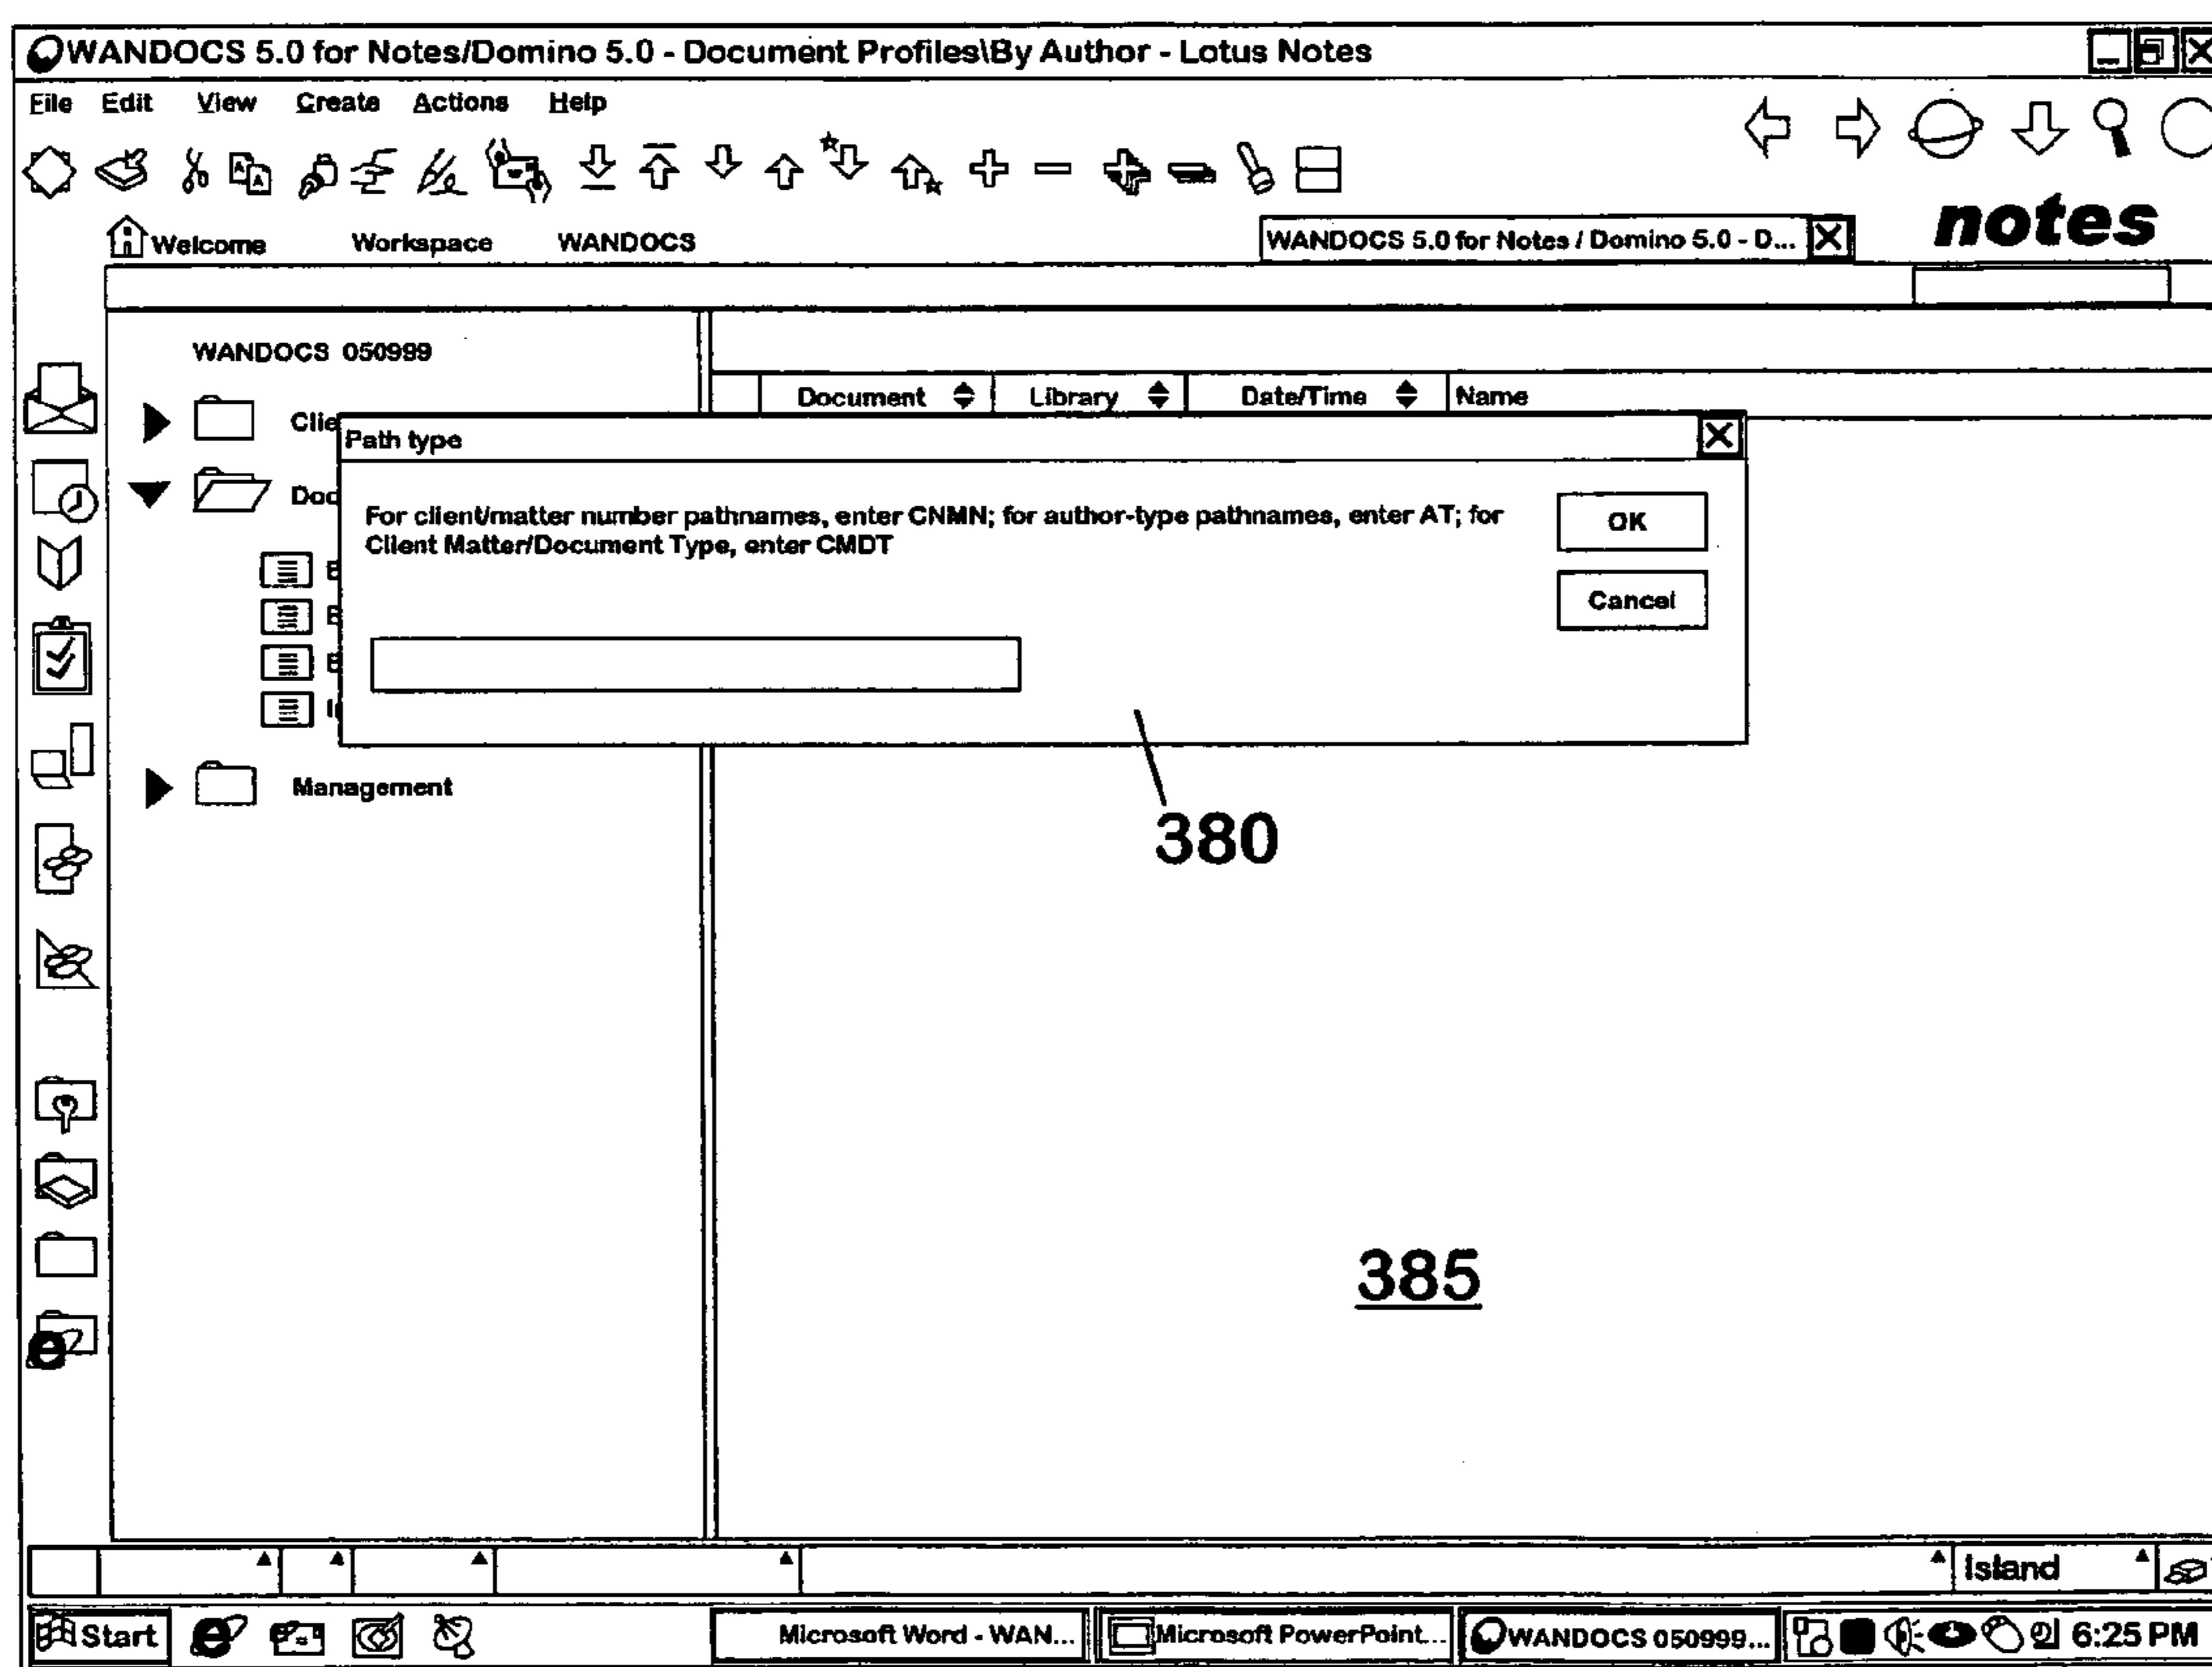 WANDOCS 5.0 for Notes/Domino 5.0 - Document Profiles\By Author - Lotus Notes
File Edit View Create Actions Help
notes
Welcome Workspace WANDOCS WANDOCS 5.0 for Notes / Domino 5.0 - D...
WANDOCS 050999
Document Library Date/Time Name
Clie
Path type
Doc
For client/matter number pathnames, enter CNMN; for author-type pathnames, enter AT; for
Client Matter/Document Type, enter CMDT
OK
Cancel
Management
380
385
Island
Start Microsoft Word - WAN... Microsoft PowerPoint... WANDOCS 050999... 6:25 PM